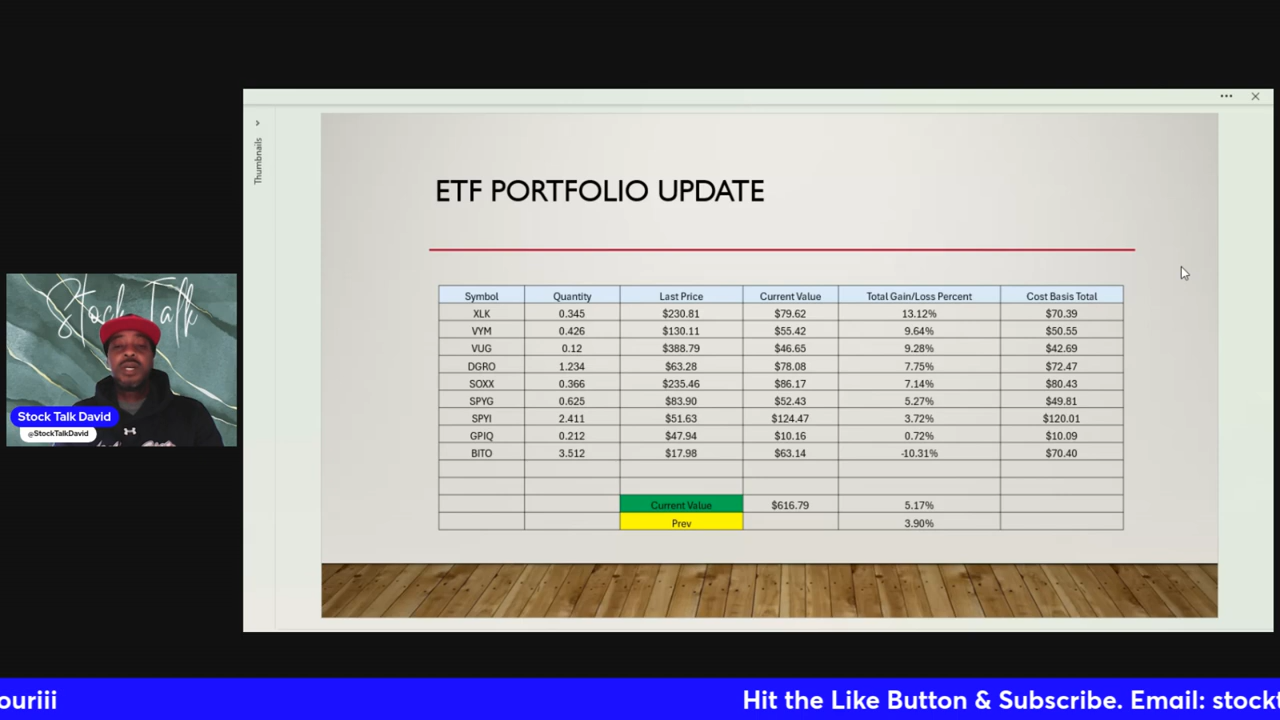 Thumbnails
ETF PORTFOLIO UPDATE
Symbol Quantity Last Price Current Value Total Gain/Loss Percent Cost Basis Total
XLK 0.345 $230.81 $79.62 13.12% $70.39
VYM 0.426 $130.11 $55.42 9.64% $50.55
VUG 0.12 $388.79 $46.65 9.28% $42.69
DGRO 1.234 $63.28 $78.08 7.75% $72.47
SOXX 0.366 $235.46 $86.17 7.14% $80.43
SPYG 0.625 $83.90 $52.43 5.27% $49.81
SPYI 2.411 $51.63 $124.47 3.72% $120.01
GPIQ 0.212 $47.94 $10.16 0.72% $10.09
BITO 3.512 $17.98 $63.14 -10.31% $70.40
Current Value $616.79 5.17%
Prev 3.90%
Stock Talk
Stock Talk David
@StockTalkDavid
ouriii Hit the Like Button & Subscribe. Email: stockt